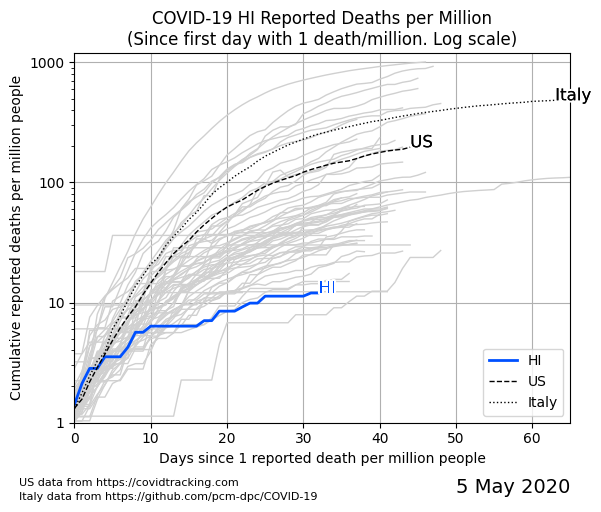 COVID-19 HI Reported Deaths per Million
(Since first day with 1 death/million. Log scale)
Cumulative reported deaths per million people
1000
100
10
1
Italy
US
HI
HI
US
Italy
0
10
20
30
40
50
60
Days since 1 reported death per million people
US data from https://covidtracking.com
Italy data from https://github.com/pcm-dpc/COVID-19
5 May 2020